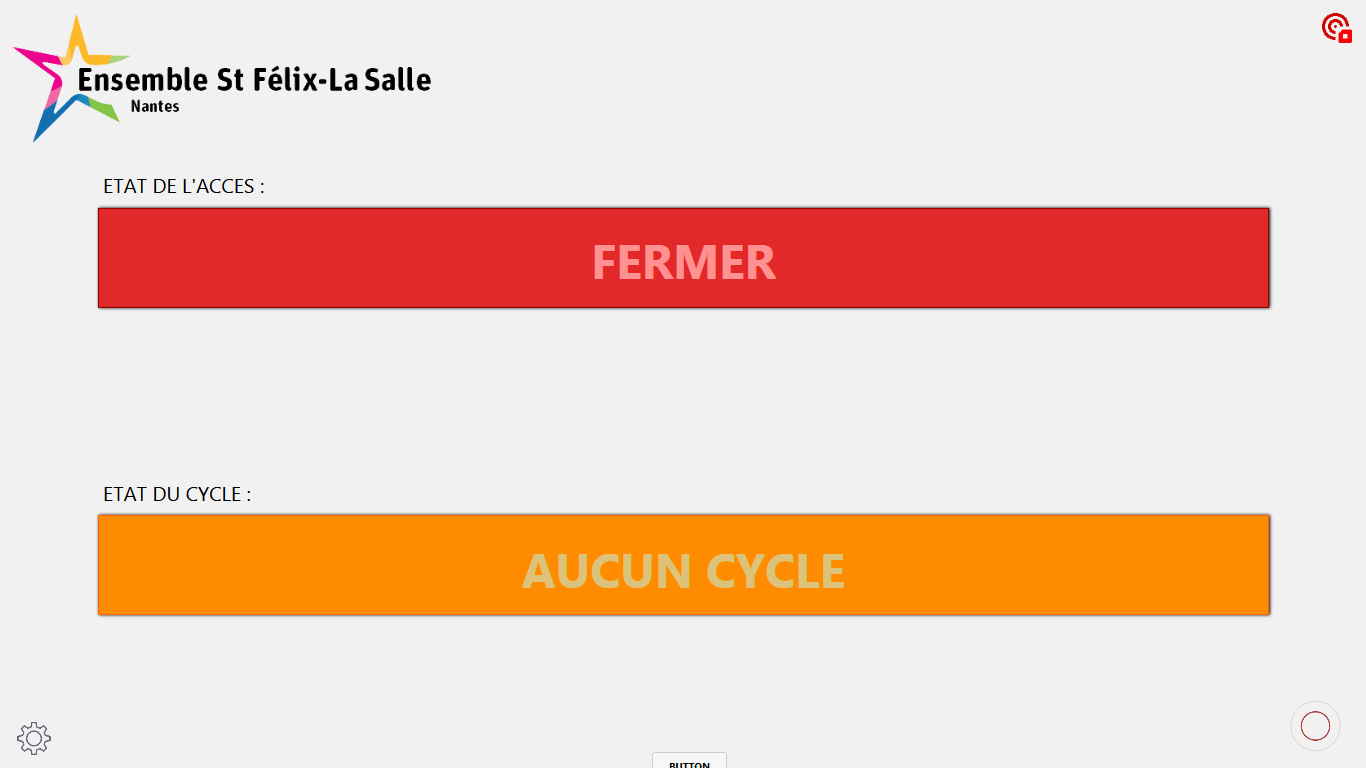 Ensemble St Félix-La Salle
Nantes
ETAT DE L'ACCES :
FERMER
ETAT DU CYCLE :
AUCUN CYCLE
BUTTON